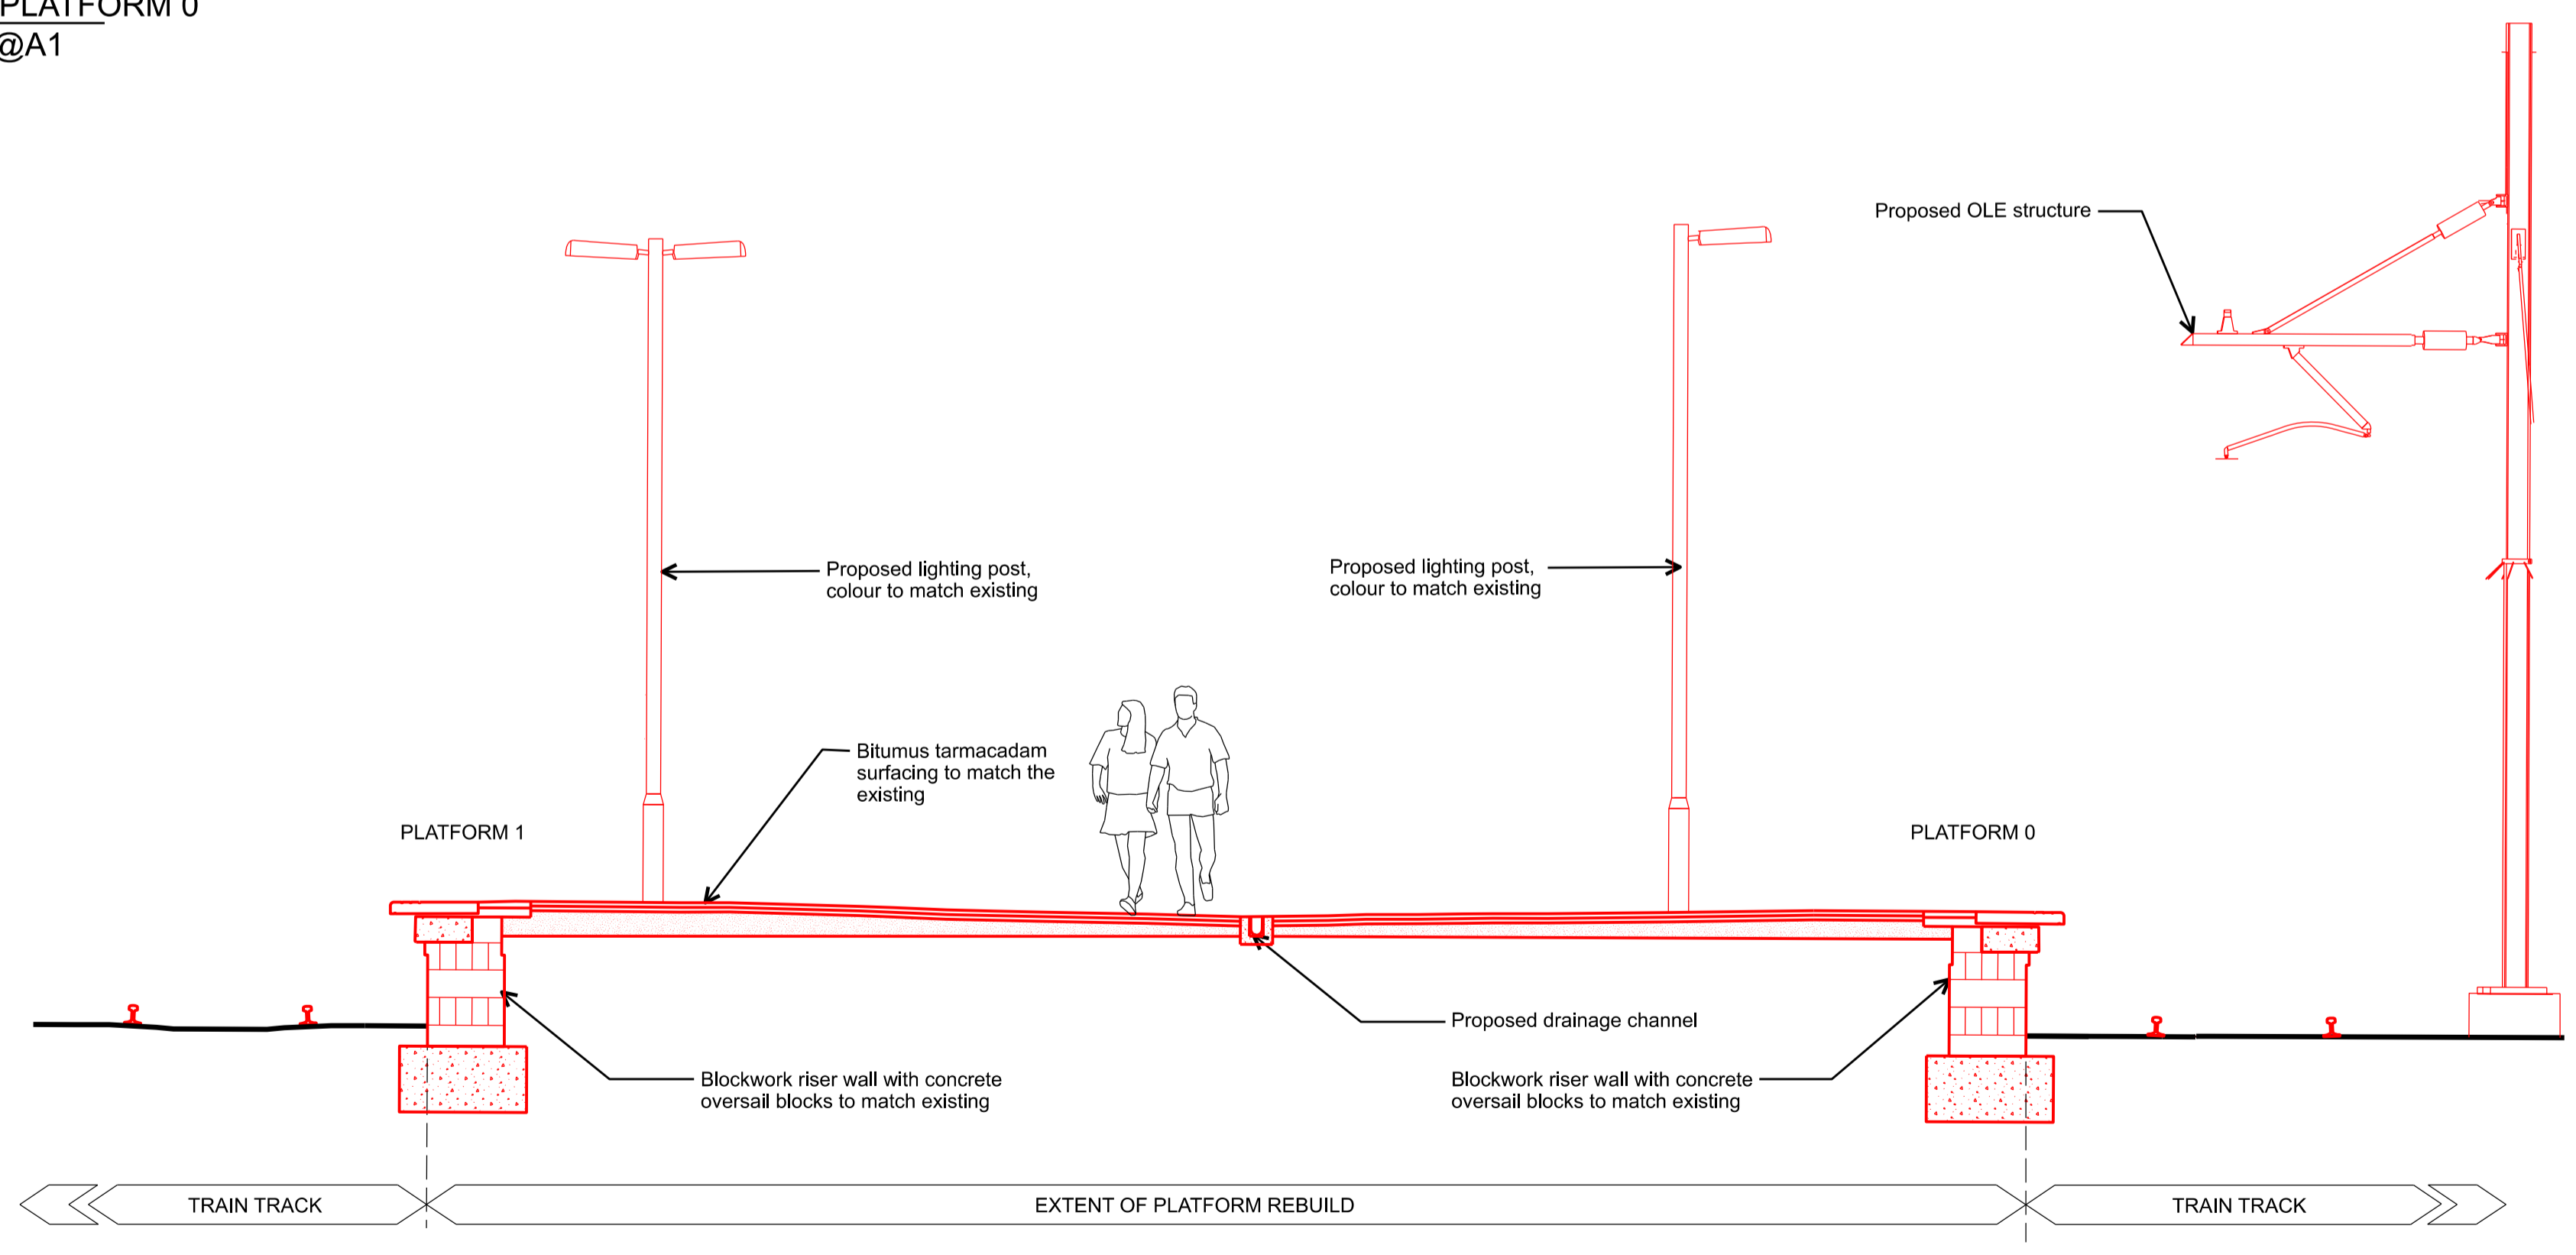 PLATFORM 0
@A1
Proposed OLE structure
Proposed lighting post,
colour to match existing
Proposed lighting post,
colour to match existing
Bitumus tarmacadam
surfacing to match the
existing
PLATFORM 1
PLATFORM 0
Proposed drainage channel
Blockwork riser wall with concrete
oversail blocks to match existing
Blockwork riser wall with concrete
oversail blocks to match existing
TRAIN TRACK
EXTENT OF PLATFORM REBUILD
TRAIN TRACK